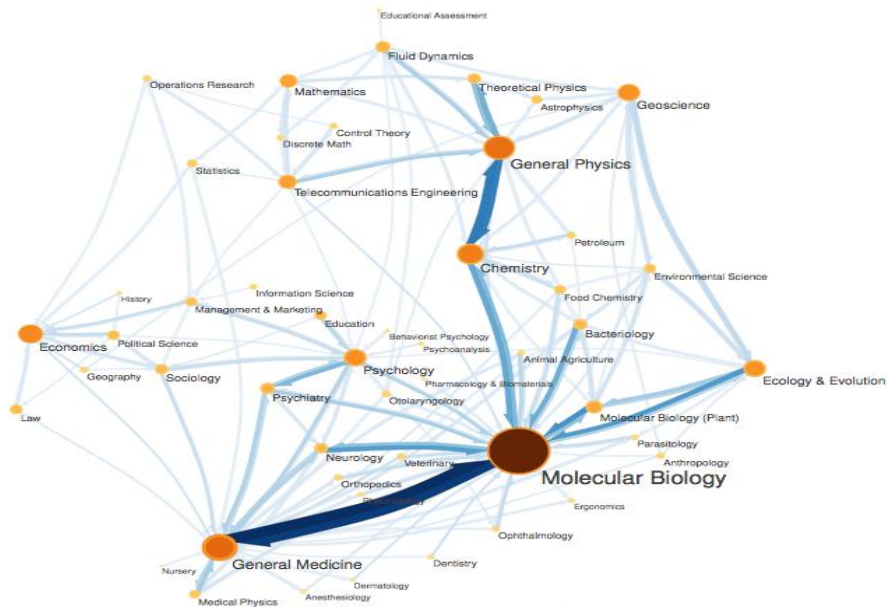 Educational Assessment
Fluid Dynamics
Operations Research
Mathematics
Theoretical Physics
Astrophysics
Geoscience
Control Theory
Discrete Math
General Physics
Statistics
Telecommunications Engineering
Petroleum
Chemistry
Environmental Science
Information Science
History
Food Chemistry
Management & Marketing
Education
Bacteriology
Behaviorist Psychology
Economics
Political Science
Psychoanalysis
Animal Agriculture
Geography
Sociology
Psychology
Ecology & Evolution
Pharmacology & Biomaterials
Psychiatry
Otolaryngology
Law
Molecular Biology (Plant)
Parasitology
Neurology
Veterinary
Anthropology
Molecular Biology
Orthopedics
Ergonomics
Ophthalmology
General Medicine
Dentistry
Nursery
Dermatology
Anesthesiology
Medical Physics